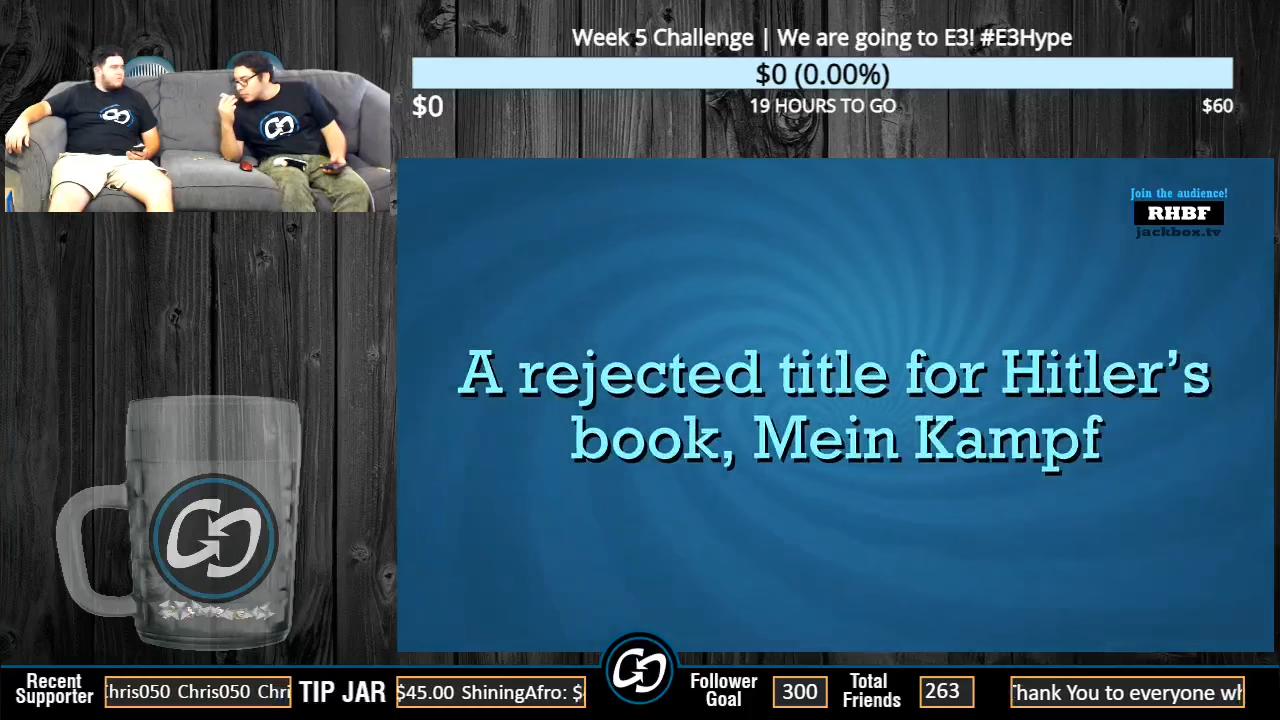 Week 5 Challenge | We are going to E3! #E3Hype
$0 (0.00%)
$0
19 HOURS TO GO
$60
Join the audience!
RHBF
jackbox.tv
A rejected title for Hitler's
book, Mein Kampf
Recent
Supporter
hris050 Chris050 Chri
TIP JAR
$45.00 ShiningAfro: $
Follower
Goal
300
Total
Friends
263
Thank You to everyone wh